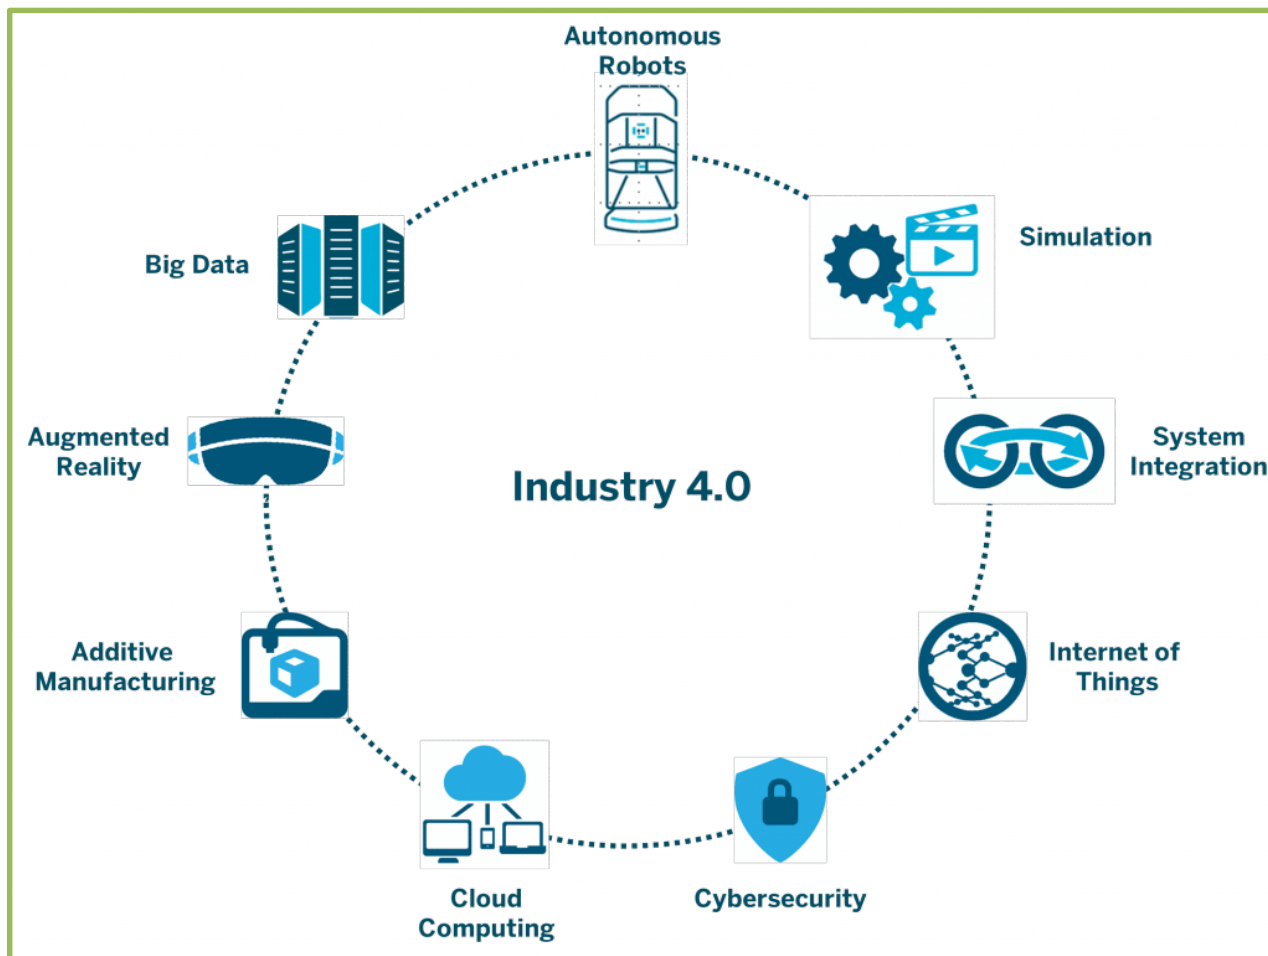 Autonomous
Robots
Simulation
Big Data
System
Integration
Augmented
Reality
Industry 4.0
Internet of
Things
Additive
Manufacturing
Cybersecurity
Cloud
Computing